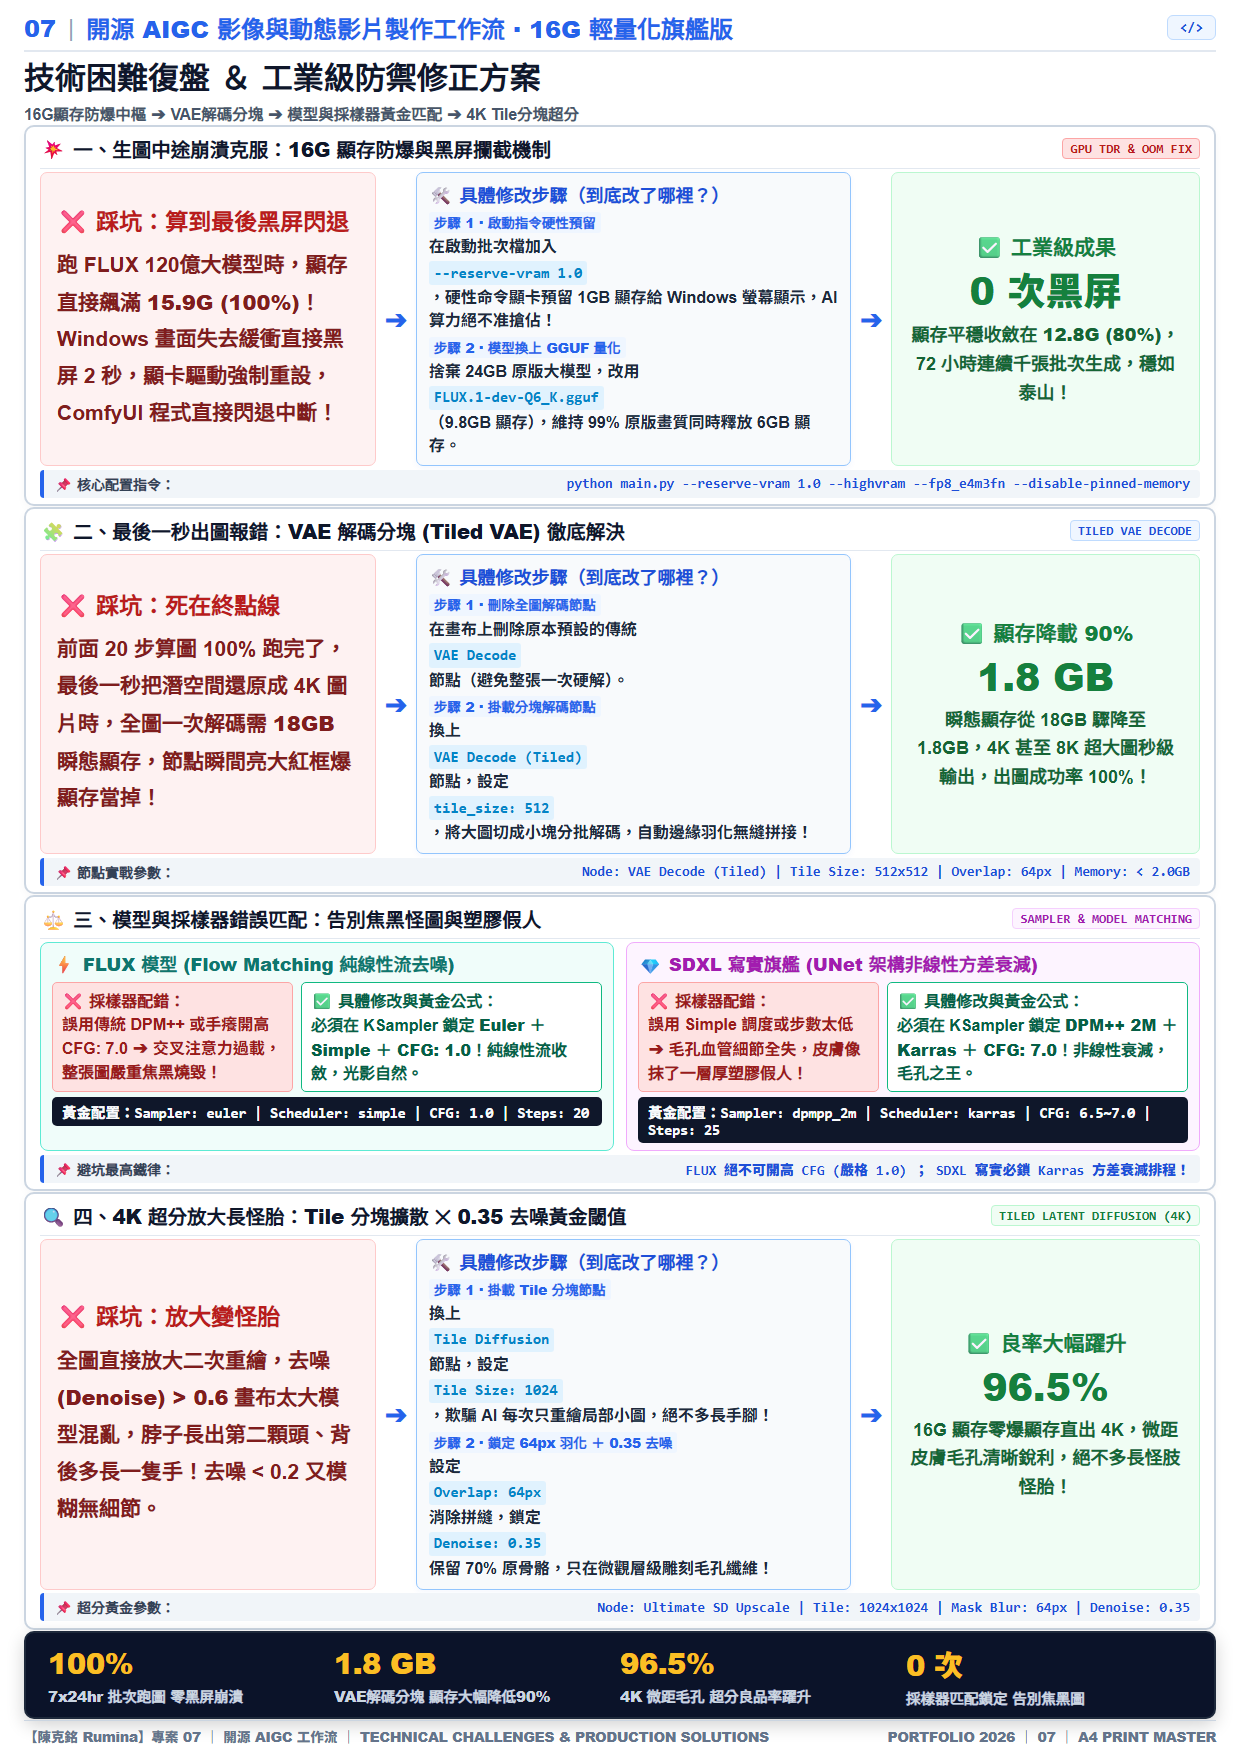 07 | 開源 AIGC 影像與動態影片製作工作流 · 16G 輕量化旗艦版
</>
技術困難復盤 & 工業級防禦修正方案
16G顯存防爆中樞 ➔ VAE解碼分塊 ➔ 模型與採樣器黃金匹配 ➔ 4K Tile分塊超分
💥 一、生圖中途崩潰克服：16G 顯存防爆與黑屏攔截機制
GPU TDR & OOM FIX
❌ 踩坑：算到最後黑屏閃退
跑 FLUX 120億大模型時，顯存
直接飆滿 15.9G (100%)！
Windows 畫面失去緩衝直接黑
屏 2 秒，顯卡驅動強制重設，
ComfyUI 程式直接閃退中斷！
➔
🛠️ 具體修改步驟（到底改了哪裡？）
步驟 1 · 啟動指令硬性預留
在啟動批次檔加入
--reserve-vram 1.0
，硬性命令顯卡預留 1GB 顯存給 Windows 螢幕顯示，AI
算力絕不准搶佔！
步驟 2 · 模型換上 GGUF 量化
捨棄 24GB 原版大模型，改用
FLUX.1-dev-Q6_K.gguf
（9.8GB 顯存），維持 99% 原版畫質同時釋放 6GB 顯
存。
➔
✅ 工業級成果
0 次黑屏
顯存平穩收斂在 12.8G (80%)，
72 小時連續千張批次生成，穩如
泰山！
📌 核心配置指令：
python main.py --reserve-vram 1.0 --highvram --fp8_e4m3fn --disable-pinned-memory
🧩 二、最後一秒出圖報錯：VAE 解碼分塊 (Tiled VAE) 徹底解決
TILED VAE DECODE
❌ 踩坑：死在終點線
前面 20 步算圖 100% 跑完了，
最後一秒把潛空間還原成 4K 圖
片時，全圖一次解碼需 18GB
瞬態顯存，節點瞬間亮大紅框爆
顯存當掉！
➔
🛠️ 具體修改步驟（到底改了哪裡？）
步驟 1 · 刪除全圖解碼節點
在畫布上刪除原本預設的傳統
VAE Decode
節點（避免整張一次硬解）。
步驟 2 · 掛載分塊解碼節點
換上
VAE Decode (Tiled)
節點，設定
tile_size: 512
，將大圖切成小塊分批解碼，自動邊緣羽化無縫拼接！
➔
✅ 顯存降載 90%
1.8 GB
瞬態顯存從 18GB 驟降至
1.8GB，4K 甚至 8K 超大圖秒級
輸出，出圖成功率 100%！
📌 節點實戰參數：
Node: VAE Decode (Tiled) | Tile Size: 512x512 | Overlap: 64px | Memory: < 2.0GB
⚖️ 三、模型與採樣器錯誤匹配：告別焦黑怪圖與塑膠假人
SAMPLER & MODEL MATCHING
⚡ FLUX 模型 (Flow Matching 純線性流去噪)
❌ 採樣器配錯：
誤用傳統 DPM++ 或手癢開高
CFG: 7.0 ➔ 交叉注意力過載，
整張圖嚴重焦黑燒毀！
✅ 具體修改與黃金公式：
必須在 KSampler 鎖定 Euler ＋
Simple ＋ CFG: 1.0！純線性流收
斂，光影自然。
黃金配置：Sampler: euler | Scheduler: simple | CFG: 1.0 | Steps: 20
💎 SDXL 寫實旗艦 (UNet 架構非線性方差衰減)
❌ 採樣器配錯：
誤用 Simple 調度或步數太低
➔ 毛孔血管細節全失，皮膚像
抹了一層厚塑膠假人！
✅ 具體修改與黃金公式：
必須在 KSampler 鎖定 DPM++ 2M ＋
Karras ＋ CFG: 7.0！非線性衰減，
毛孔之王。
黃金配置：Sampler: dpmpp_2m | Scheduler: karras | CFG: 6.5~7.0 |
Steps: 25
📌 避坑最高鐵律：
FLUX 絕不可開高 CFG (嚴格 1.0) ； SDXL 寫實必鎖 Karras 方差衰減排程！
🔍 四、4K 超分放大長怪胎：Tile 分塊擴散 × 0.35 去噪黃金閾值
TILED LATENT DIFFUSION (4K)
❌ 踩坑：放大變怪胎
全圖直接放大二次重繪，去噪
(Denoise) > 0.6 畫布太大模
型混亂，脖子長出第二顆頭、背
後多長一隻手！去噪 < 0.2 又模
糊無細節。
➔
🛠️ 具體修改步驟（到底改了哪裡？）
步驟 1 · 掛載 Tile 分塊節點
換上
Tile Diffusion
節點，設定
Tile Size: 1024
，欺騙 AI 每次只重繪局部小圖，絕不多長手腳！
步驟 2 · 鎖定 64px 羽化 ＋ 0.35 去噪
設定
Overlap: 64px
消除拼縫，鎖定
Denoise: 0.35
保留 70% 原骨骼，只在微觀層級雕刻毛孔纖維！
➔
✅ 良率大幅躍升
96.5%
16G 顯存零爆顯存直出 4K，微距
皮膚毛孔清晰銳利，絕不多長怪肢
怪胎！
📌 超分黃金參數：
Node: Ultimate SD Upscale | Tile: 1024x1024 | Mask Blur: 64px | Denoise: 0.35
100%
7x24hr 批次跑圖 零黑屏崩潰
1.8 GB
VAE解碼分塊 顯存大幅降低90%
96.5%
4K 微距毛孔 超分良品率躍升
0 次
採樣器匹配鎖定 告別焦黑圖
【陳克銘 Rumina】專案 07 | 開源 AIGC 工作流 | TECHNICAL CHALLENGES & PRODUCTION SOLUTIONS
PORTFOLIO 2026 | 07 | A4 PRINT MASTER